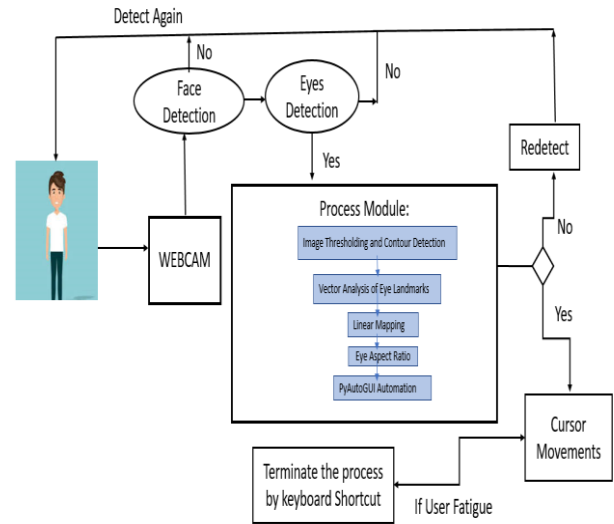 Detect Again
No
Face
Detection
Eyes
Detection
No
Yes
Redetect
WEBCAM
Process Module:
Image Thresholding and Contour Detection
Vector Analysis of Eye Landmarks
Linear Mapping
Eye Aspect Ratio
PyAutoGUI Automation
No
Yes
Cursor
Movements
Terminate the process
by keyboard Shortcut
If User Fatigue